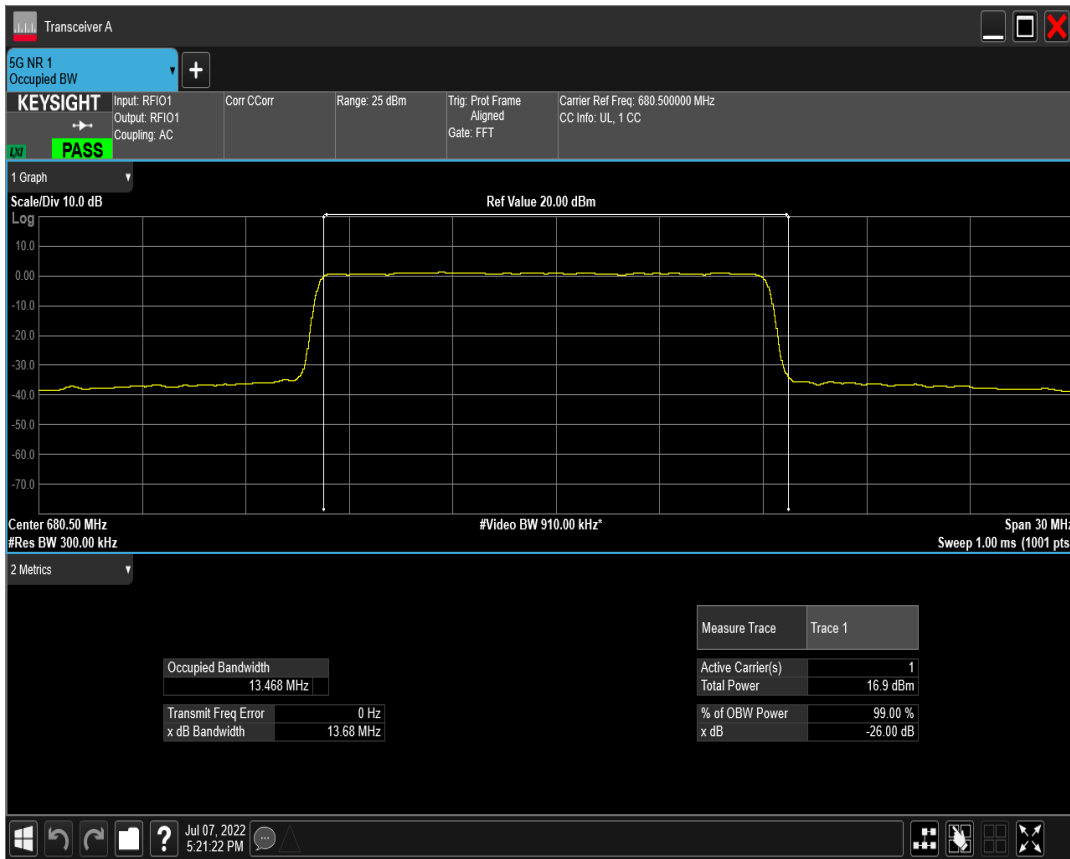 Transceiver A
5G NR 1
Occupied BW
KEYSIGHT
LXI
PASS
Input: RFIO1
Output: RFIO1
Coupling: AC
Corr CCorr
Range: 25 dBm
Trig: Prot Frame
Aligned
Gate: FFT
Carrier Ref Freq: 680.500000 MHz
CC Info: UL, 1 CC
1 Graph
Scale/Div 10.0 dB
Ref Value 20.00 dBm
Log
10.0
0.00
-10.0
-20.0
-30.0
-40.0
-50.0
-60.0
-70.0
Center 680.50 MHz
#Video BW 910.00 kHz*
Span 30 MHz
#Res BW 300.00 kHz
Sweep 1.00 ms (1001 pts
2 Metrics
Measure Trace Trace 1
Occupied Bandwidth
13.468 MHz
Active Carrier(s) 1
Total Power 16.9 dBm
Transmit Freq Error 0 Hz
x dB Bandwidth 13.68 MHz
% of OBW Power 99.00 %
x dB -26.00 dB
?
Jul 07, 2022
5:21:22 PM